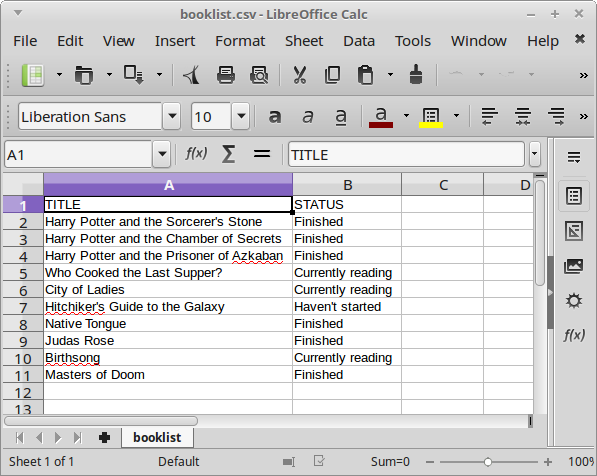 booklist.csv - LibreOffice Calc
File Edit View Insert Format Sheet Data Tools Window Help
Liberation Sans 10 a a a a
A1 f(x) Σ = TITLE
A B C D
1 TITLE STATUS
2 Harry Potter and the Sorcerer's Stone Finished
3 Harry Potter and the Chamber of Secrets Finished
4 Harry Potter and the Prisoner of Azkaban Finished
5 Who Cooked the Last Supper? Currently reading
6 City of Ladies Currently reading
7 Hitchiker's Guide to the Galaxy Haven't started
8 Native Tongue Finished
9 Judas Rose Finished
10 Birthsong Currently reading
11 Masters of Doom Finished
12
13
f(x)
booklist
Sheet 1 of 1 Default Sum=0 100%